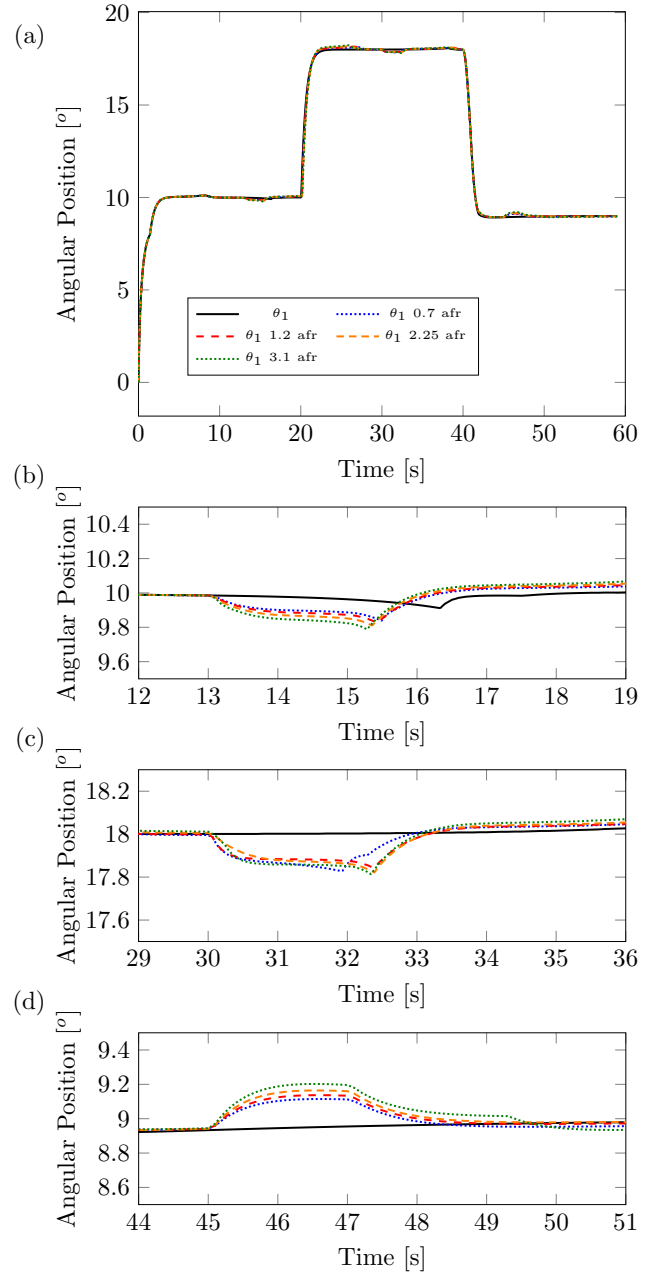 (a)
Angular Position [º]
20
15
10
5
0
θ1
θ1 0.7 afr
θ1 1.2 afr
θ1 2.25 afr
θ1 3.1 afr
0 10 20 30 40 50 60
Time [s]
(b)
Angular Position [º]
10.4
10.2
10
9.8
9.6
12 13 14 15 16 17 18 19
Time [s]
(c)
Angular Position [º]
18.2
18
17.8
17.6
29 30 31 32 33 34 35 36
Time [s]
(d)
Angular Position [º]
9.4
9.2
9
8.8
8.6
44 45 46 47 48 49 50 51
Time [s]